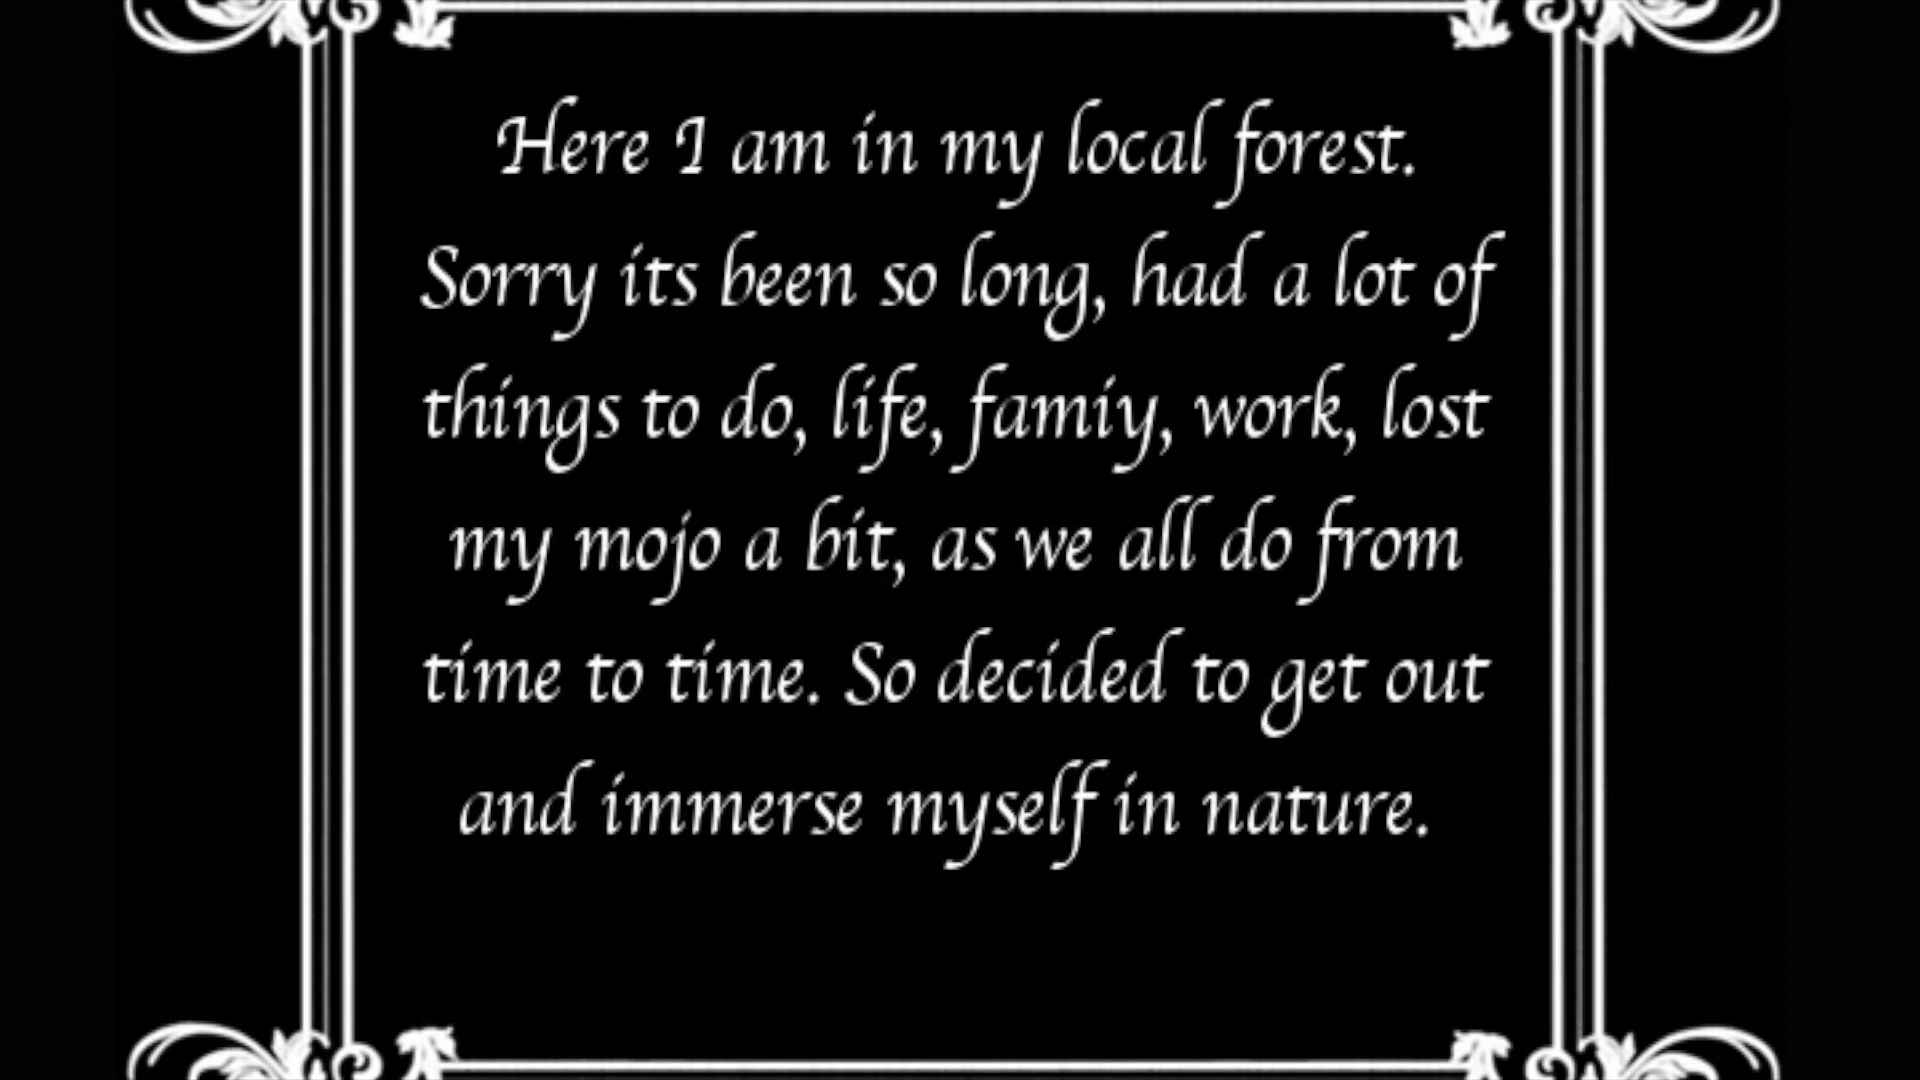 Here I am in my local forest.
Sorry its been so long, had a lot of
things to do, life, famiy, work, lost
my mojo a bit, as we all do from
time to time. So decided to get out
and immerse myself in nature.